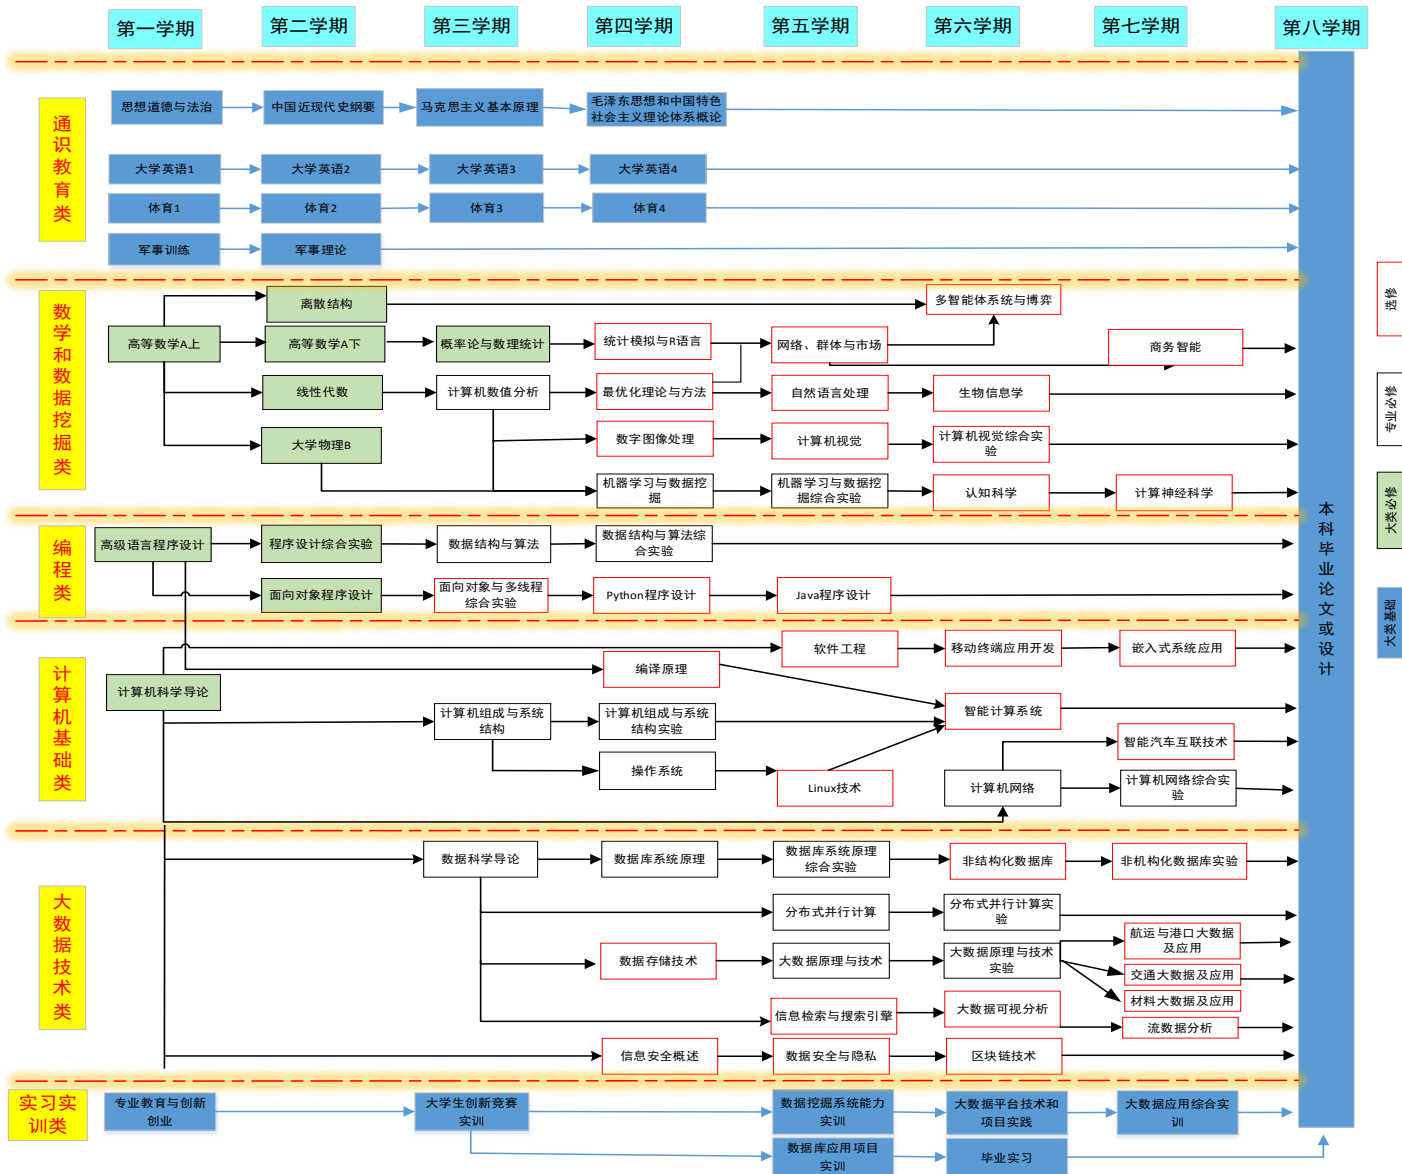 第一学期
第二学期
第三学期
第四学期
第五学期
第六学期
第七学期
第八学期
通识教育类
思想道德与法治
中国近现代史纲要
马克思主义基本原理
毛泽东思想和中国特色
社会主义理论体系概论
大学英语1
大学英语2
大学英语3
大学英语4
体育1
体育2
体育3
体育4
军事训练
军事理论
数学和数据挖掘类
离散结构
多智能体系统与博弈
高等数学A上
高等数学A下
概率论与数理统计
统计模拟与R语言
网络、群体与市场
商务智能
线性代数
计算机数值分析
最优化理论与方法
自然语言处理
生物信息学
大学物理B
数字图像处理
计算机视觉
计算机视觉综合实
验
机器学习与数据挖
掘
机器学习与数据挖
掘综合实验
认知科学
计算神经科学
编程类
高级语言程序设计
程序设计综合实验
数据结构与算法
数据结构与算法综
合实验
面向对象程序设计
面向对象与多线程
综合实验
Python程序设计
Java程序设计
计算机基础类
软件工程
移动终端应用开发
嵌入式系统应用
编译原理
计算机科学导论
计算机组成与系统
结构
计算机组成与系统
结构实验
智能计算系统
智能汽车互联技术
操作系统
Linux技术
计算机网络
计算机网络综合实
验
大数据技术类
数据科学导论
数据库系统原理
数据库系统原理
综合实验
非结构化数据库
非机构化数据库实验
分布式并行计算
分布式并行计算实
验
数据存储技术
大数据原理与技术
大数据原理与技术
实验
航运与港口大数据
及应用
交通大数据及应用
材料大数据及应用
信息检索与搜索引擎
大数据可视分析
流数据分析
信息安全概述
数据安全与隐私
区块链技术
实习实
训类
专业教育与创新
创业
大学生创新竞赛
实训
数据挖掘系统能力
实训
大数据平台技术和
项目实践
大数据应用综合实
训
数据库应用项目
实训
毕业实习
本科毕业论文或设计
选修
专业必修
大类必修
大类基础